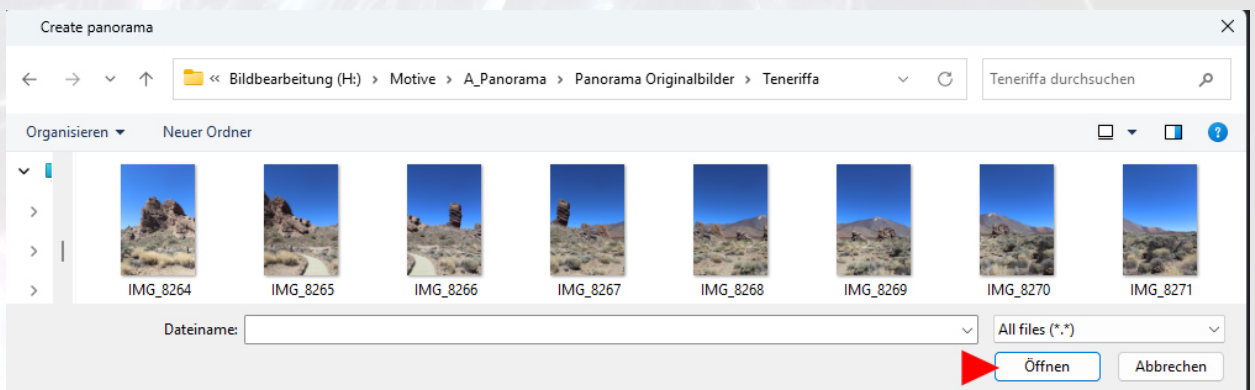 Create panorama
« Bildbearbeitung (H:) > Motive > A_Panorama > Panorama Originalbilder > Teneriffa
Teneriffa durchsuchen
Organisieren
Neuer Ordner
?
IMG_8264 IMG_8265 IMG_8266 IMG_8267 IMG_8268 IMG_8269 IMG_8270 IMG_8271
Dateiname:
All files (*.*)
Öffnen Abbrechen